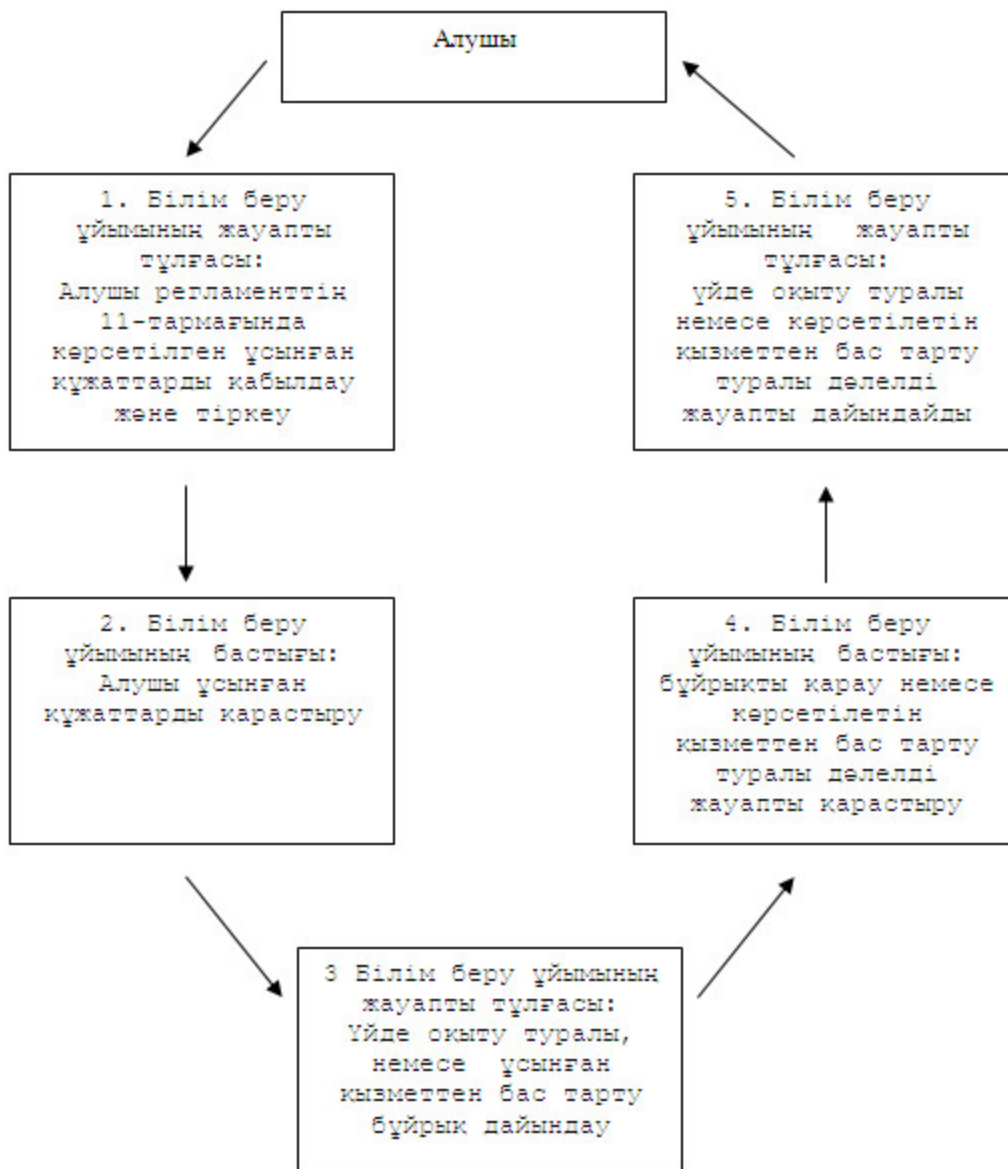 Алушы
1. Білім беру
ұйымының жауапты
тұлғасы:
Алушы регламенттің
11-тармағында
көрсетілген ұсынған
құжаттарды қабылдау
және тіркеу
2. Білім беру
ұйымының бастығы:
Алушы ұсынған
құжаттарды қарастыру
3 Білім беру ұйымының
жауапты тұлғасы:
Үйде оқыту туралы,
немесе ұсынған
қызметтен бас тарту
бұйрық дайындау
4. Білім беру
ұйымының бастығы:
бұйрықты қарау немесе
көрсетілетін
қызметтен бас тарту
туралы дәлелді
жауапты қарастыру
5. Білім беру
ұйымының жауапты
тұлғасы:
үйде оқыту туралы
немесе көрсетілетін
қызметтен бас тарту
туралы дәлелді
жауапты дайындайды